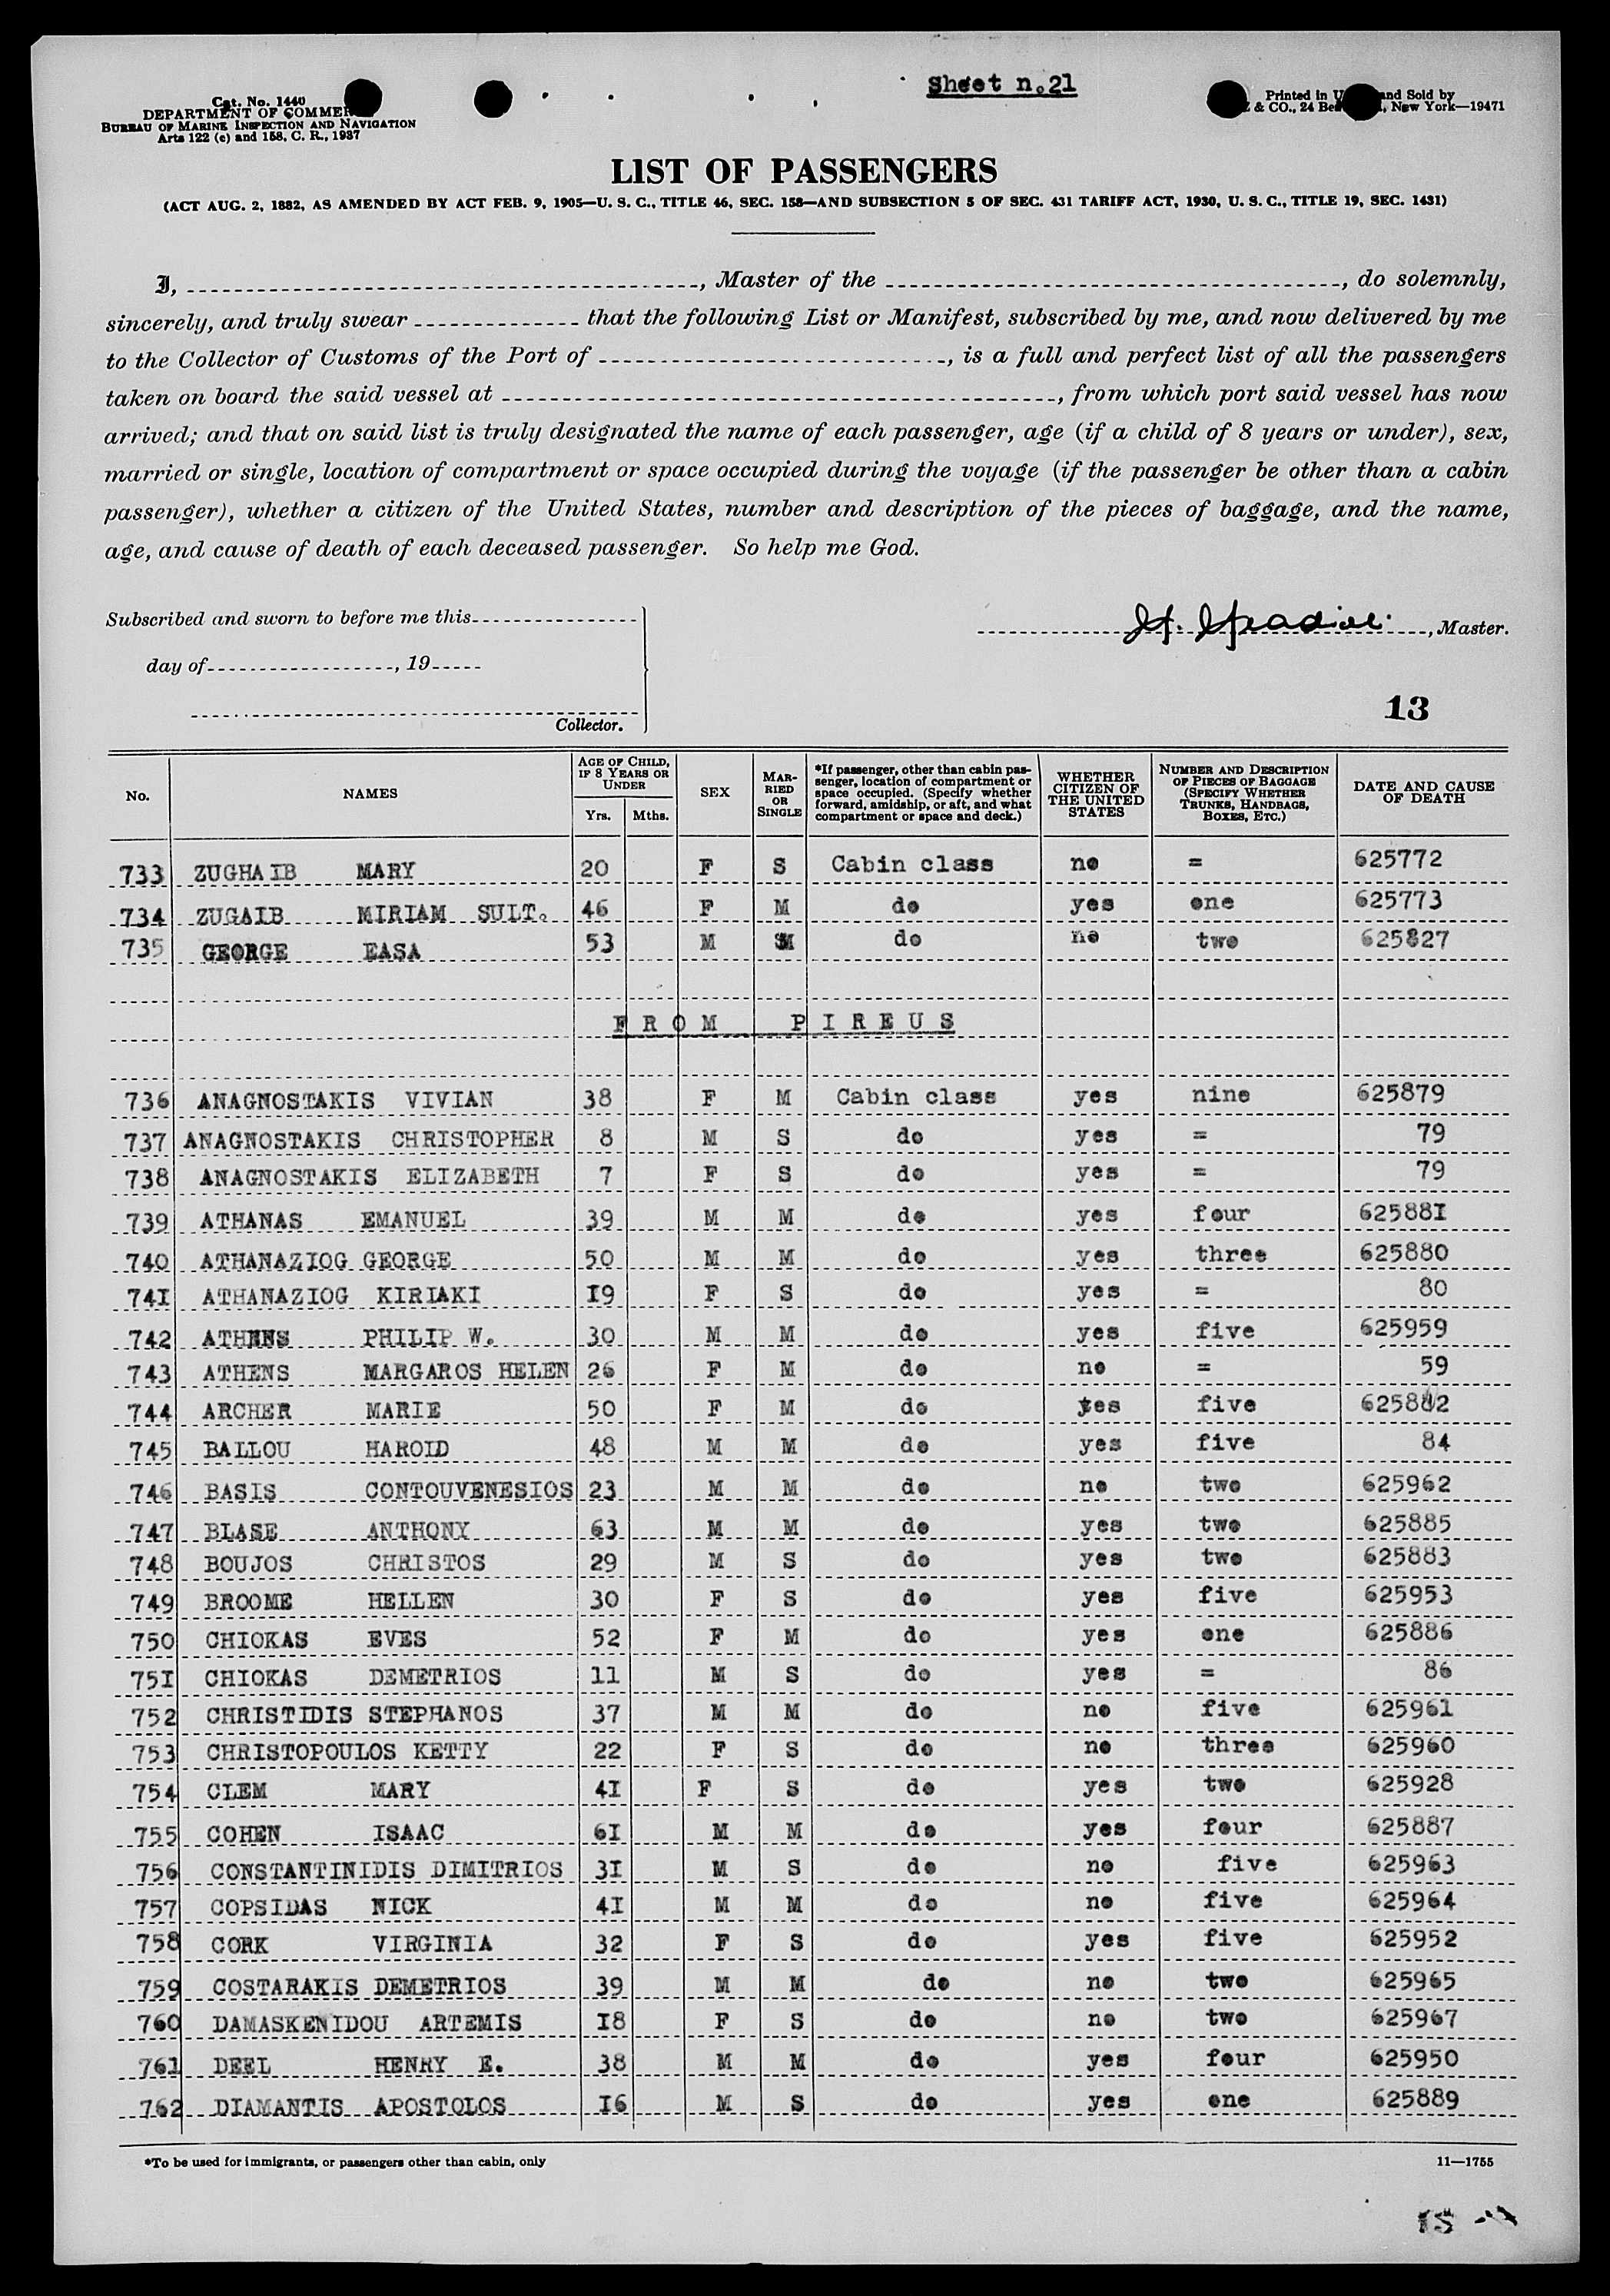 Sheet n.21
Cat. No. 1440
DEPARTMENT OF COMMERCE
BUREAU OF MARINE INSPECTION AND NAVIGATION
Arts 122 (c) and 158, C. R., 1937
Printed in U and Sold by
& CO., 24 Be , New York—19471
LIST OF PASSENGERS
(ACT AUG. 2, 1882, AS AMENDED BY ACT FEB. 9, 1905—U. S. C., TITLE 46, SEC. 158—AND SUBSECTION 5 OF SEC. 431 TARIFF ACT, 1930, U. S. C., TITLE 19, SEC. 1431)
I, , Master of the , do solemnly,
sincerely, and truly swear that the following List or Manifest, subscribed by me, and now delivered by me
to the Collector of Customs of the Port of , is a full and perfect list of all the passengers
taken on board the said vessel at , from which port said vessel has now
arrived; and that on said list is truly designated the name of each passenger, age (if a child of 8 years or under), sex,
married or single, location of compartment or space occupied during the voyage (if the passenger be other than a cabin
passenger), whether a citizen of the United States, number and description of the pieces of baggage, and the name,
age, and cause of death of each deceased passenger. So help me God.
Subscribed and sworn to before me this
day of , 19
Collector.
, Master.
13
No. NAMES AGE OF CHILD, IF 8 YEARS OR UNDER Yrs. Mths. SEX MARRIED OR SINGLE *If passenger, other than cabin passenger, location of compartment or space occupied. (Specify whether forward, amidship, or aft, and what compartment or space and deck.) WHETHER CITIZEN OF THE UNITED STATES NUMBER AND DESCRIPTION OF PIECES OF BAGGAGE (SPECIFY WHETHER TRUNKS, HANDBAGS, BOXES, ETC.) DATE AND CAUSE OF DEATH
733 ZUGHAIB MARY 20 F S Cabin class no = 625772
734 ZUGAIB MIRIAM SULT. 46 F M do yes one 625773
735 GEORGE EASA 53 M M do no two 625827
FROM PIREUS
736 ANAGNOSTAKIS VIVIAN 38 F M Cabin class yes nine 625879
737 ANAGNOSTAKIS CHRISTOPHER 8 M S do yes = 79
738 ANAGNOSTAKIS ELIZABETH 7 F S do yes = 79
739 ATHANAS EMANUEL 39 M M do yes four 625881
740 ATHANAZIOG GEORGE 50 M M do yes three 625880
741 ATHANAZIOG KIRIAKI 19 F S do yes = 80
742 ATHENS PHILIP W. 30 M M do yes five 625959
743 ATHENS MARGAROS HELEN 26 F M do no = 59
744 ARCHER MARIE 50 F M do yes five 625882
745 BALLOU HAROLD 48 M M do yes five 84
746 BASIS CONTOUVENESIOS 23 M M do no two 625962
747 BLASE ANTHONY 63 M M do yes two 625885
748 BOUJOS CHRISTOS 29 M S do yes two 625883
749 BROOME HELLEN 30 F S do yes five 625953
750 CHIOKAS EVES 52 F M do yes one 625886
751 CHIOKAS DEMETRIOS 11 M S do yes = 86
752 CHRISTIDIS STEPHANOS 37 M M do no five 625961
753 CHRISTOPOULOS KETTY 22 F S do no three 625960
754 CLEM MARY 41 F S do yes two 625928
755 COHEN ISAAC 61 M M do yes four 625887
756 CONSTANTINIDIS DIMITRIOS 31 M S do no five 625963
757 COPSIDAS NICK 41 M M do no five 625964
758 CORK VIRGINIA 32 F S do yes five 625952
759 COSTARAKIS DEMETRIOS 39 M M do no two 625965
760 DAMASKENIDOU ARTEMIS 18 F S do no two 625967
761 DEEL HENRY E. 38 M M do yes four 625950
762 DIAMANTIS APOSTOLOS 16 M S do yes one 625889
*To be used for immigrants, or passengers other than cabin, only
11—1755